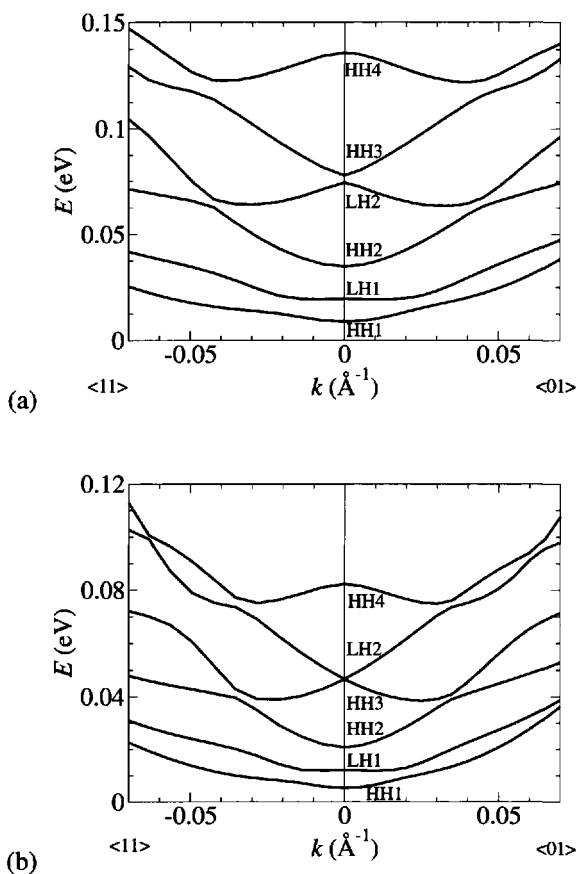 0.15
0.1
0.05
0
E (eV)
HH4
HH3
LH2
HH2
LH1
HH1
-0.05 0 0.05
(a) <11> k (Å⁻¹) <01>
0.12
0.08
0.04
0
E (eV)
HH4
LH2
HH3
HH2
LH1
HH1
-0.05 0 0.05
(b) <11> k (Å⁻¹) <01>